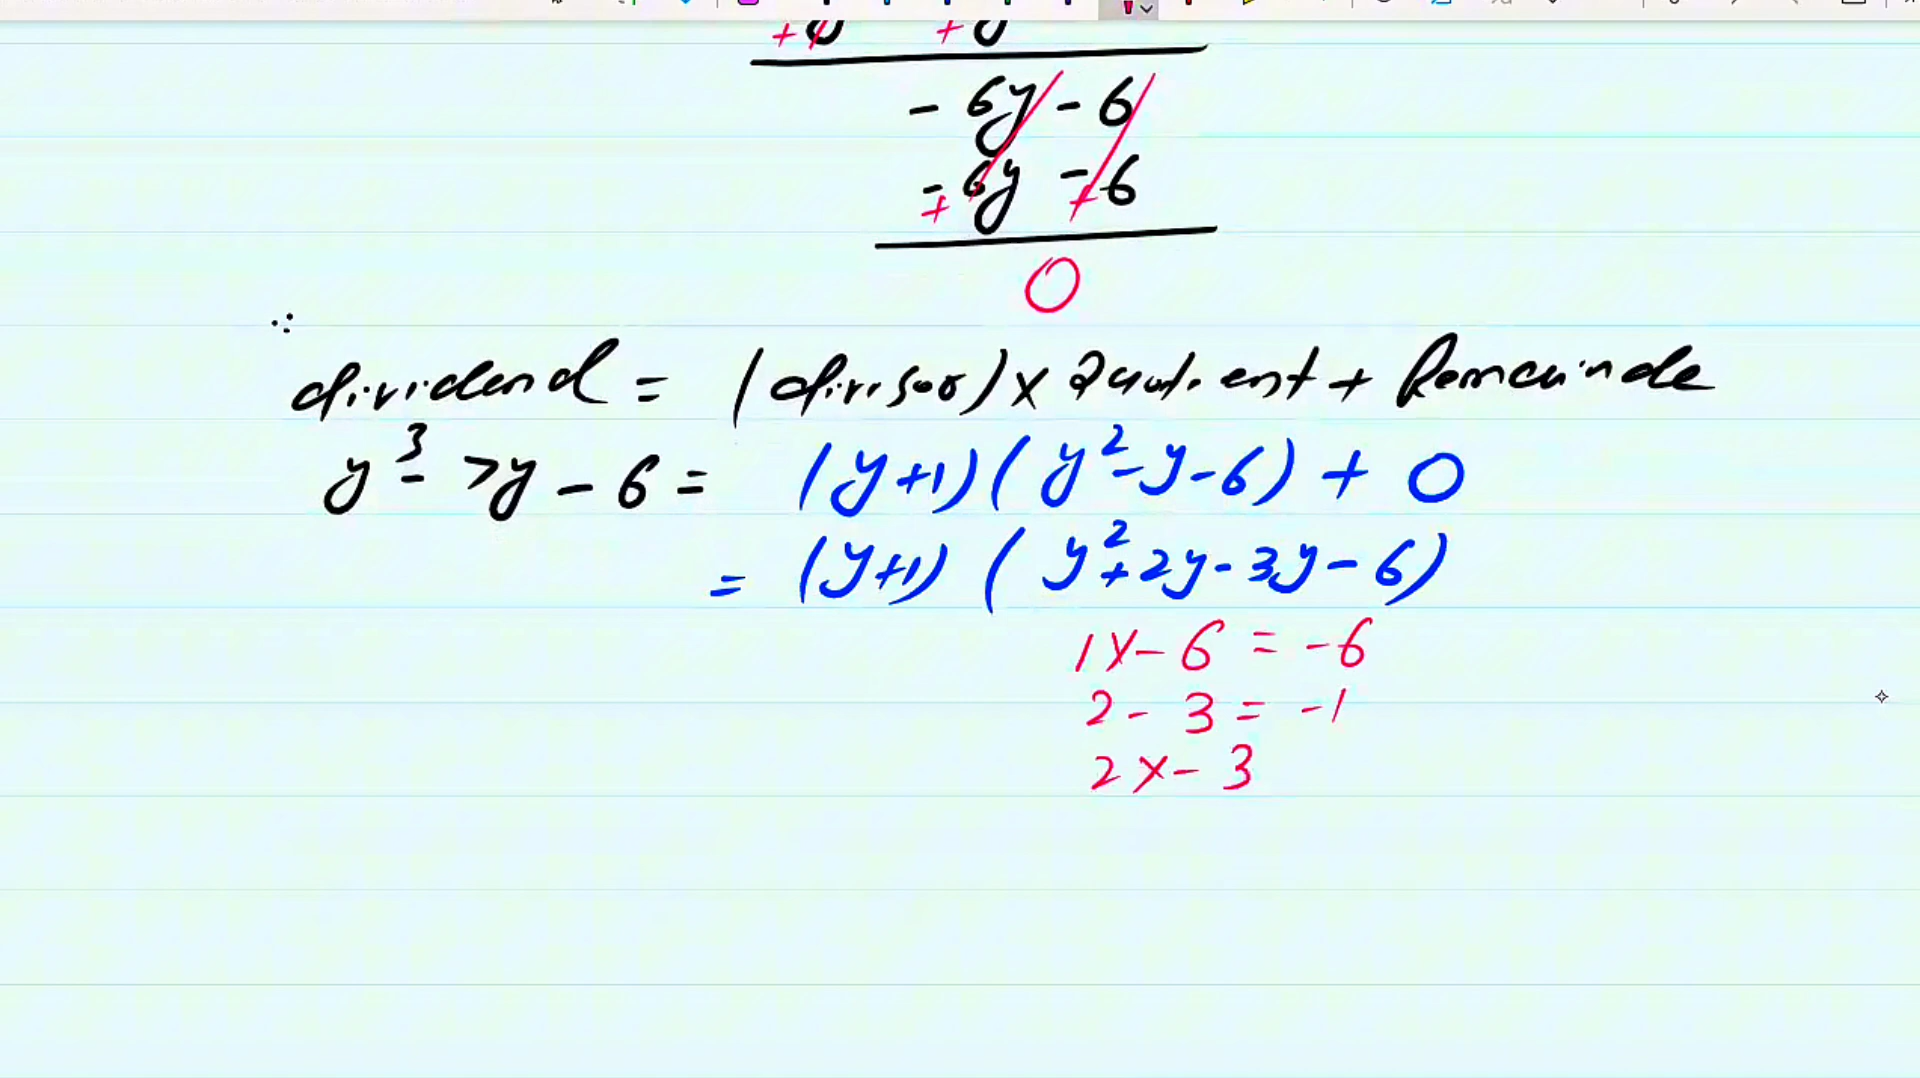 - 6y - 6
- 6y - 6
+ +
0
∵
dividend = (divisor) × Quotient + Remainde
y³ - 7y - 6 = (y+1)(y² - y - 6) + 0
= (y+1) (y² + 2y - 3y - 6)
1 × - 6 = - 6
2 - 3 = - 1
2 × - 3